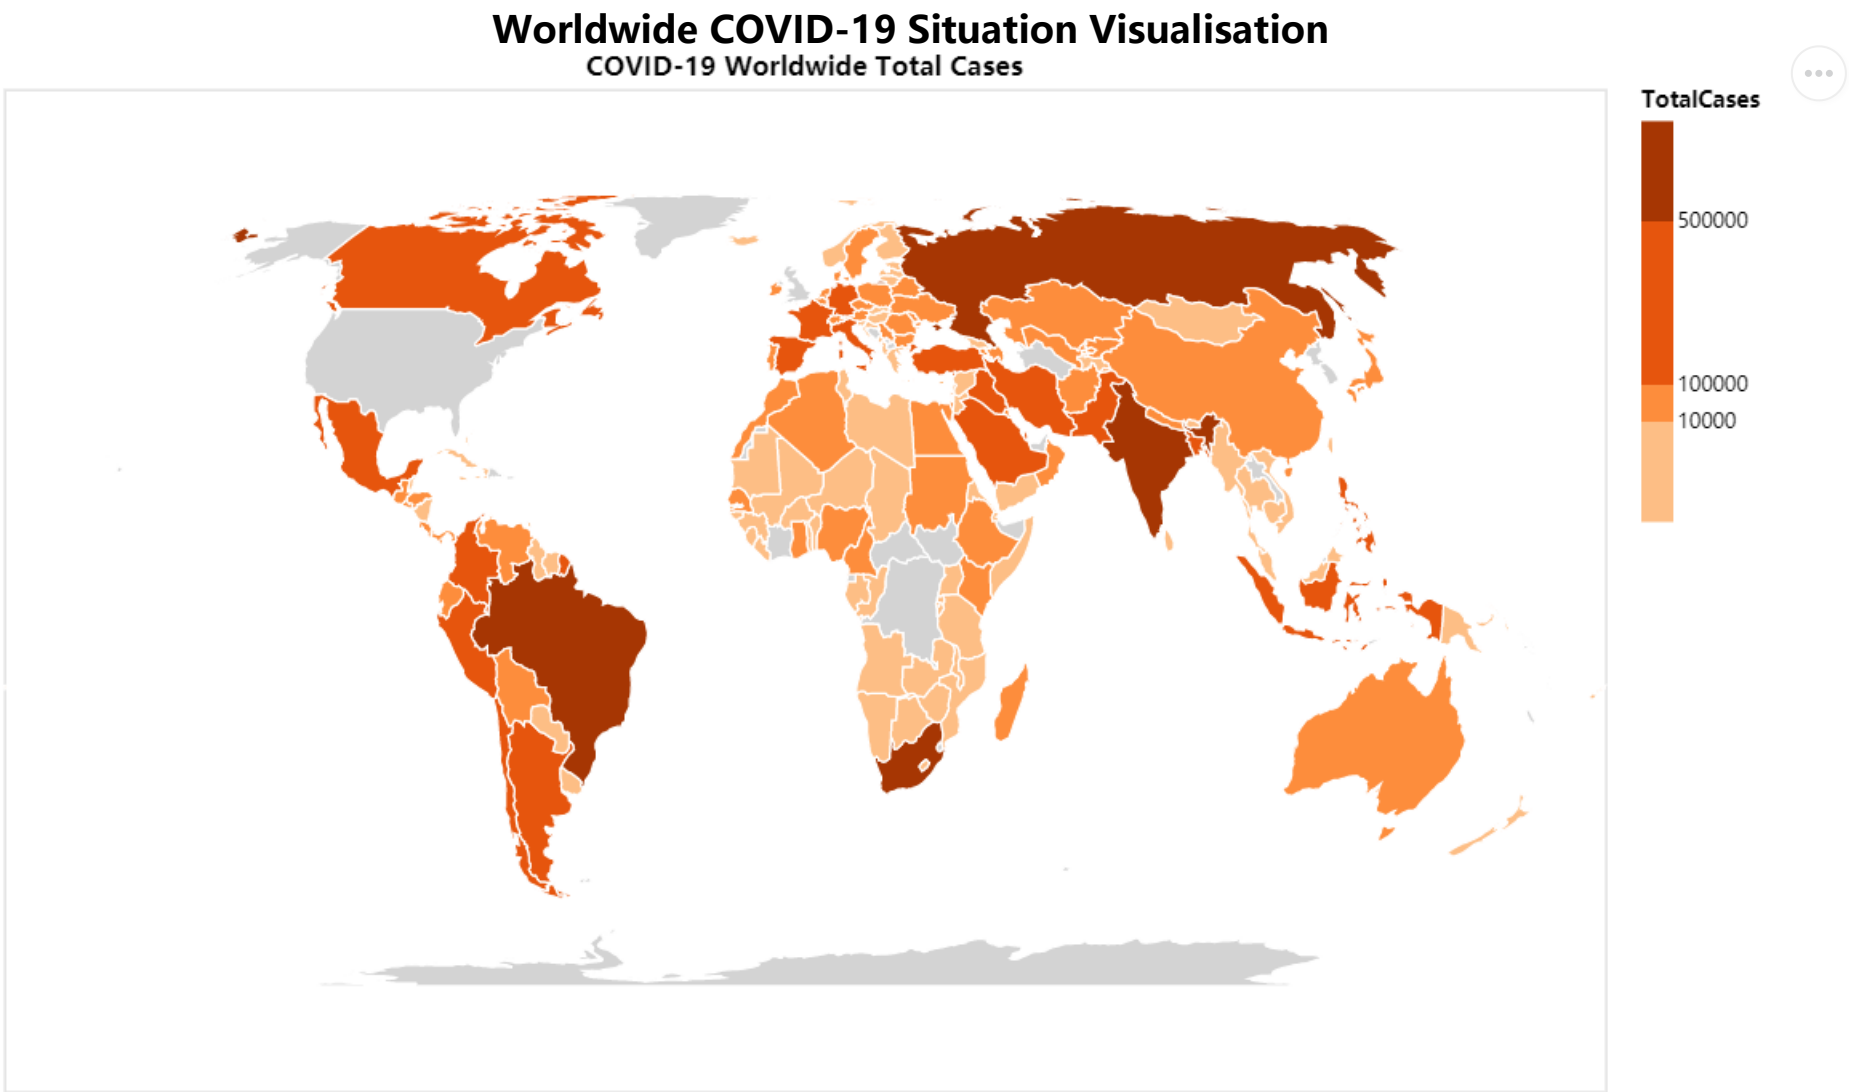 Worldwide COVID-19 Situation Visualisation
COVID-19 Worldwide Total Cases
TotalCases
500000
100000
10000